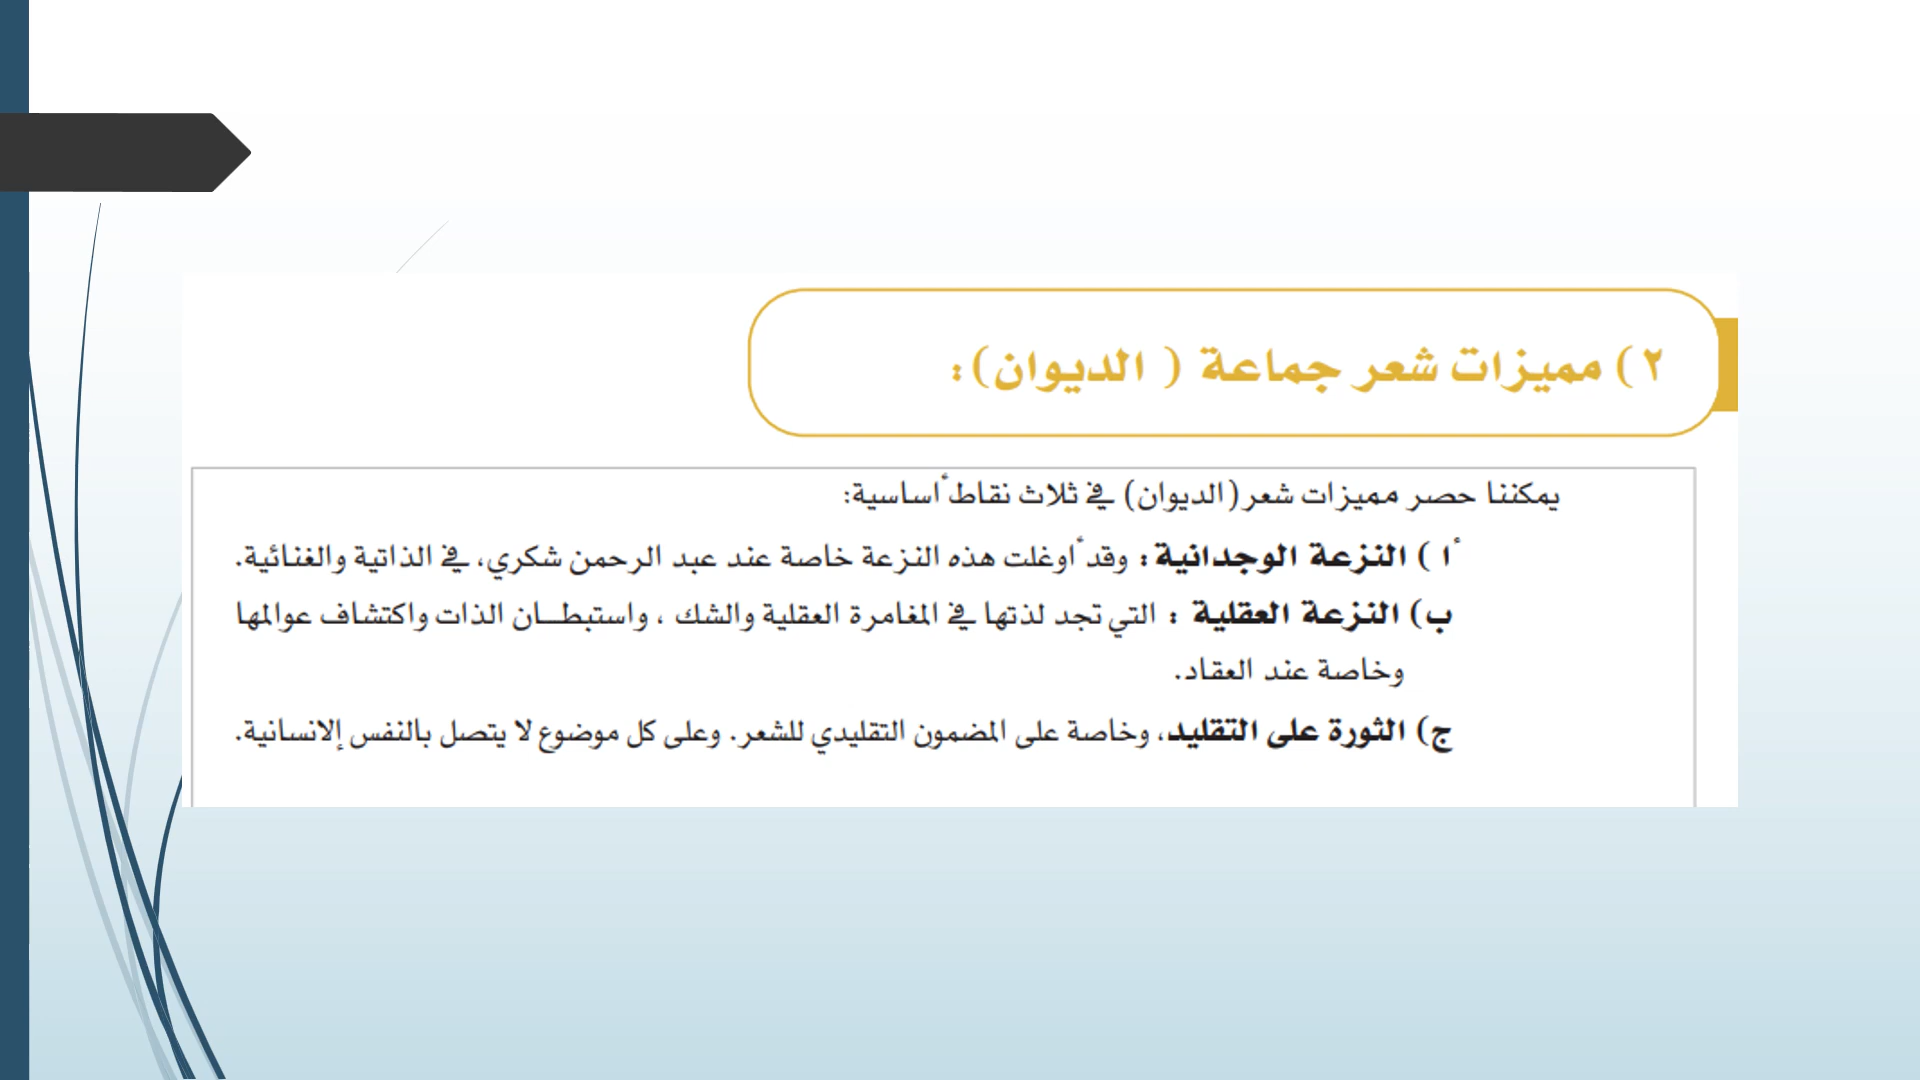 ٢) مميزات شعر جماعة ( الديوان):
يمكننا حصر مميزات شعر(الديوان) في ثلاث نقاط أساسية:
أ ) النزعة الوجدانية : وقد أوغلت هذه النزعة خاصة عند عبد الرحمن شكري، في الذاتية والغنائية.
ب) النزعة العقلية : التي تجد لذتها في المغامرة العقلية والشك ، واستبطــان الذات واكتشاف عوالمها
وخاصة عند العقاد.
ج) الثورة على التقليد، وخاصة على المضمون التقليدي للشعر. وعلى كل موضوع لا يتصل بالنفس الإنسانية.